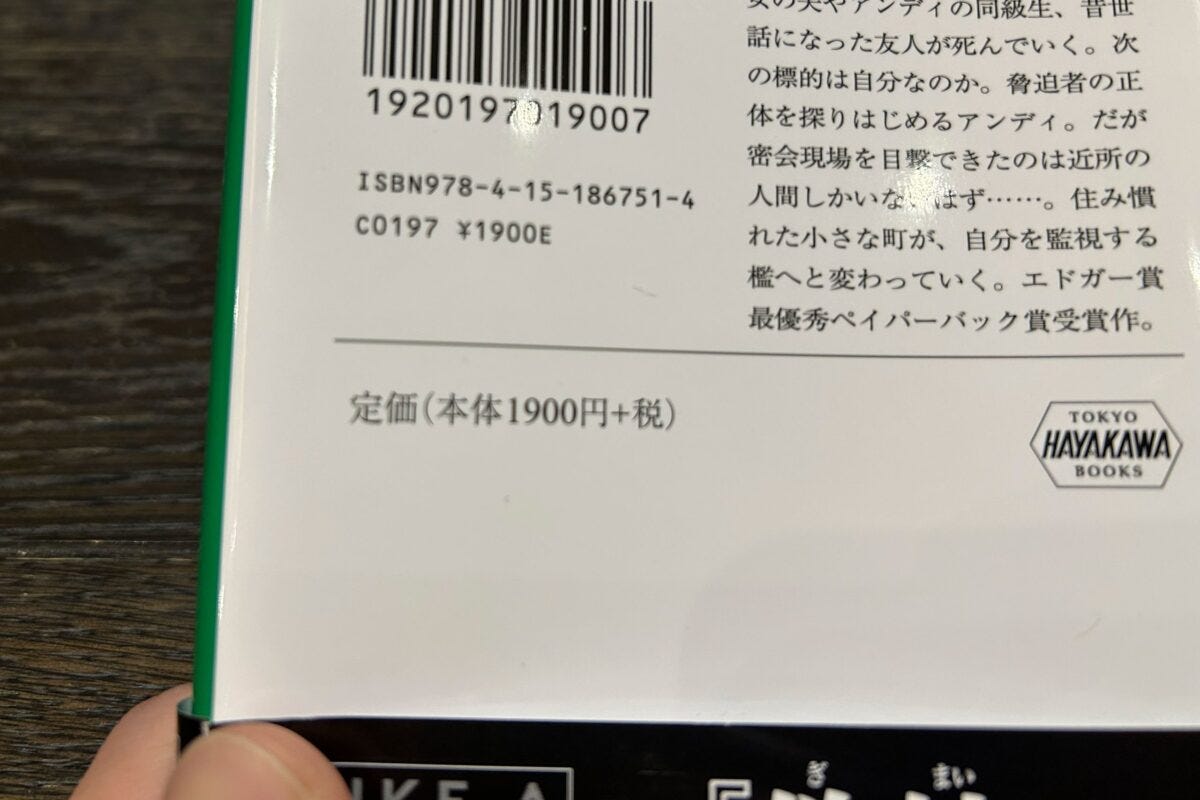 1920197019007
ISBN978-4-15-186751-4
C0197 ¥1900E
女の夫やアンディの同級生、昔世
話になった友人が死んでいく。次
の標的は自分なのか。脅迫者の正
体を探りはじめるアンディ。だが
密会現場を目撃できたのは近所の
人間しかいないはず……。住み慣
れた小さな町が、自分を監視する
檻へと変わっていく。エドガー賞
最優秀ペイパーバック賞受賞作。
定価(本体1900円+税)
TOKYO
HAYAKAWA
BOOKS
ぎ まい